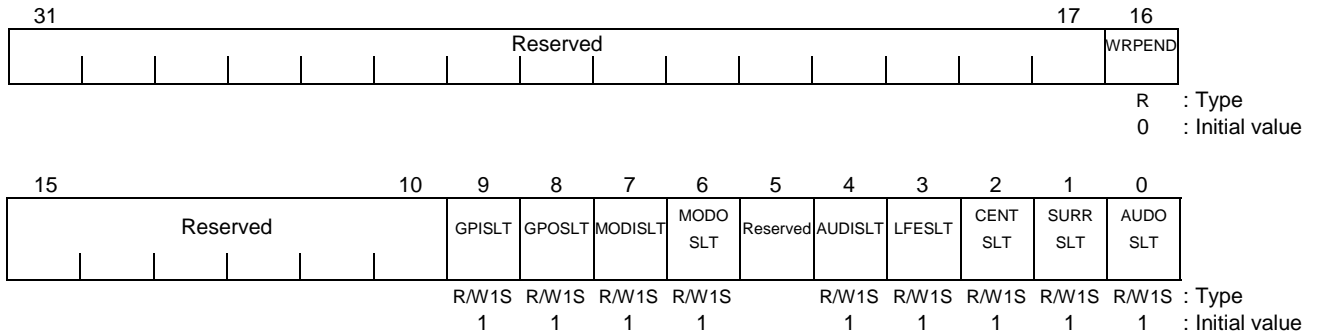 31 17 16
Reserved WRPEND
R : Type
0 : Initial value
15 10 9 8 7 6 5 4 3 2 1 0
Reserved GPISLT GPOSLT MODISLT MODO SLT Reserved AUDISLT LFESLT CENT SLT SURR SLT AUDO SLT
R/W1S R/W1S R/W1S R/W1S R/W1S R/W1S R/W1S R/W1S R/W1S : Type
1 1 1 1 1 1 1 1 1 : Initial value